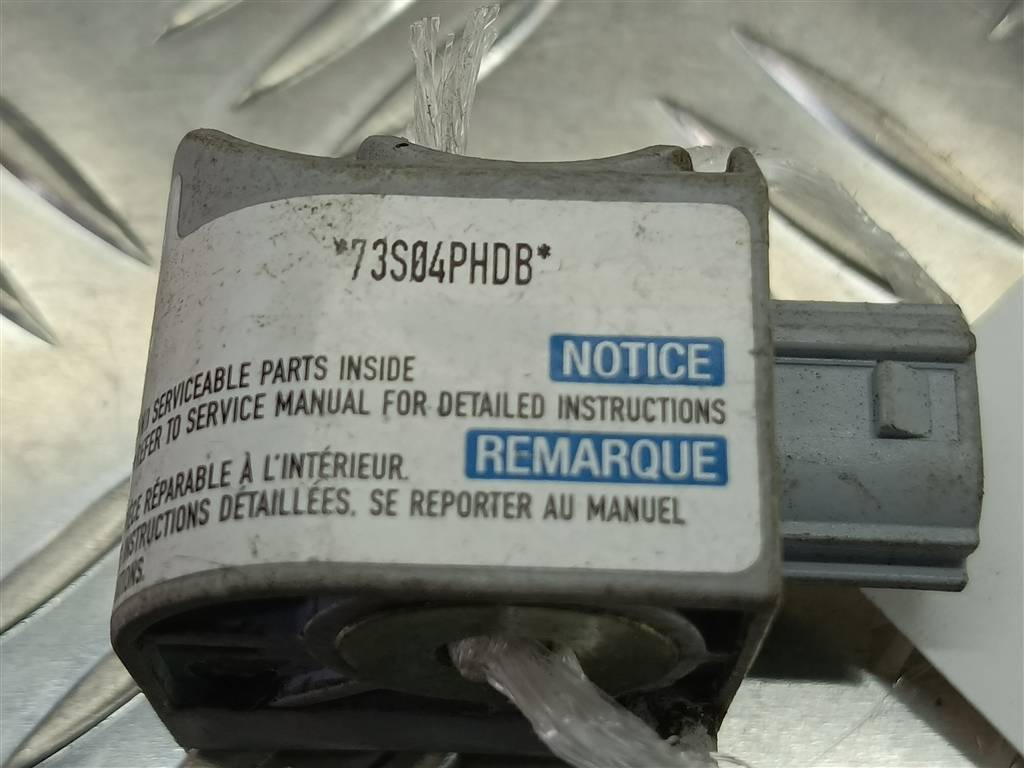 *73S04PHDB*
NOTICE
SERVICEABLE PARTS INSIDE
REFER TO SERVICE MANUAL FOR DETAILED INSTRUCTIONS
REMARQUE
RÉPARABLE À L'INTÉRIEUR.
INSTRUCTIONS DÉTAILLÉES, SE REPORTER AU MANUEL